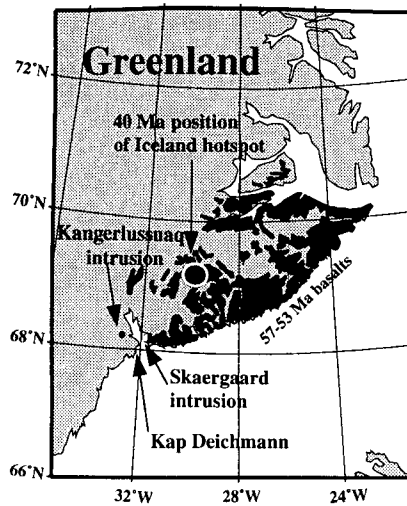 72°N
Greenland
40 Ma position
of Iceland hotspot
70°N
Kangerlussuaq
intrusion
57-53 Ma basalts
68°N
Skaergaard
intrusion
Kap Deichmann
66°N
32°W
28°W
24°W